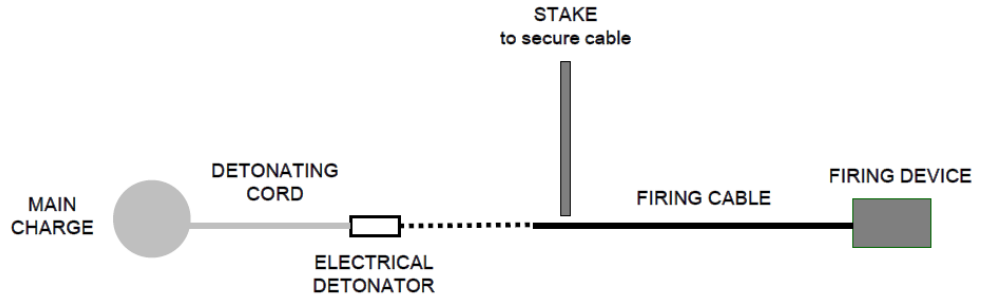 STAKE
to secure cable
DETONATING
CORD
FIRING DEVICE
MAIN
CHARGE
FIRING CABLE
ELECTRICAL
DETONATOR